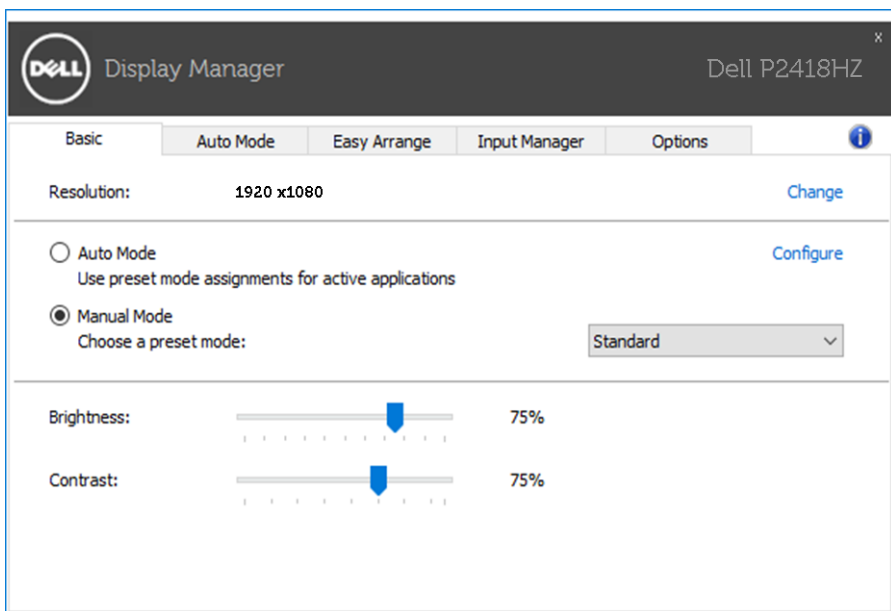 DELL Display Manager Dell P2418HZ x
Basic Auto Mode Easy Arrange Input Manager Options i
Resolution: 1920 x1080 Change
Auto Mode Configure
Use preset mode assignments for active applications
Manual Mode
Choose a preset mode: Standard
Brightness: 75%
Contrast: 75%